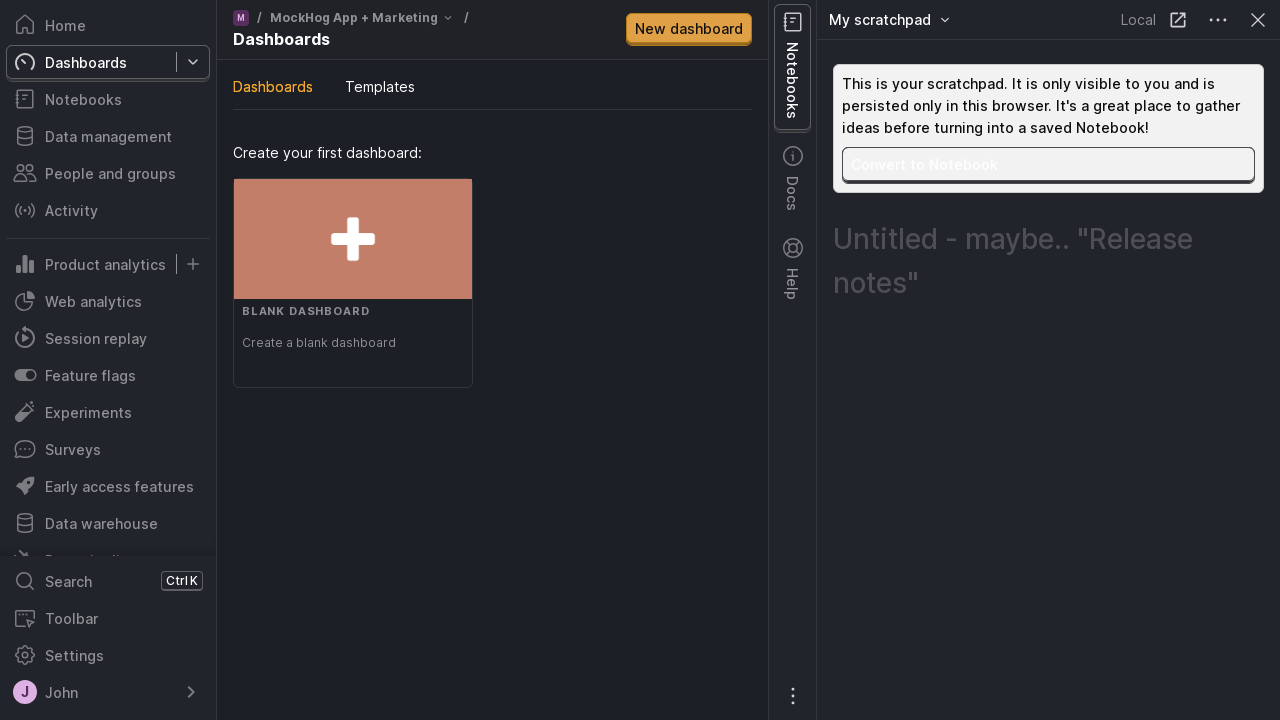 Home
Dashboards
Notebooks
Data management
People and groups
Activity
Product analytics
Web analytics
Session replay
Feature flags
Experiments
Surveys
Early access features
Data warehouse
Search Ctrl K
Toolbar
Settings
J John
M / MockHog App + Marketing /
Dashboards
New dashboard
Dashboards Templates
Create your first dashboard:
BLANK DASHBOARD
Create a blank dashboard
Notebooks
Docs
Help
My scratchpad Local
This is your scratchpad. It is only visible to you and is
persisted only in this browser. It's a great place to gather
ideas before turning into a saved Notebook!
Convert to Notebook
Untitled - maybe.. "Release
notes"